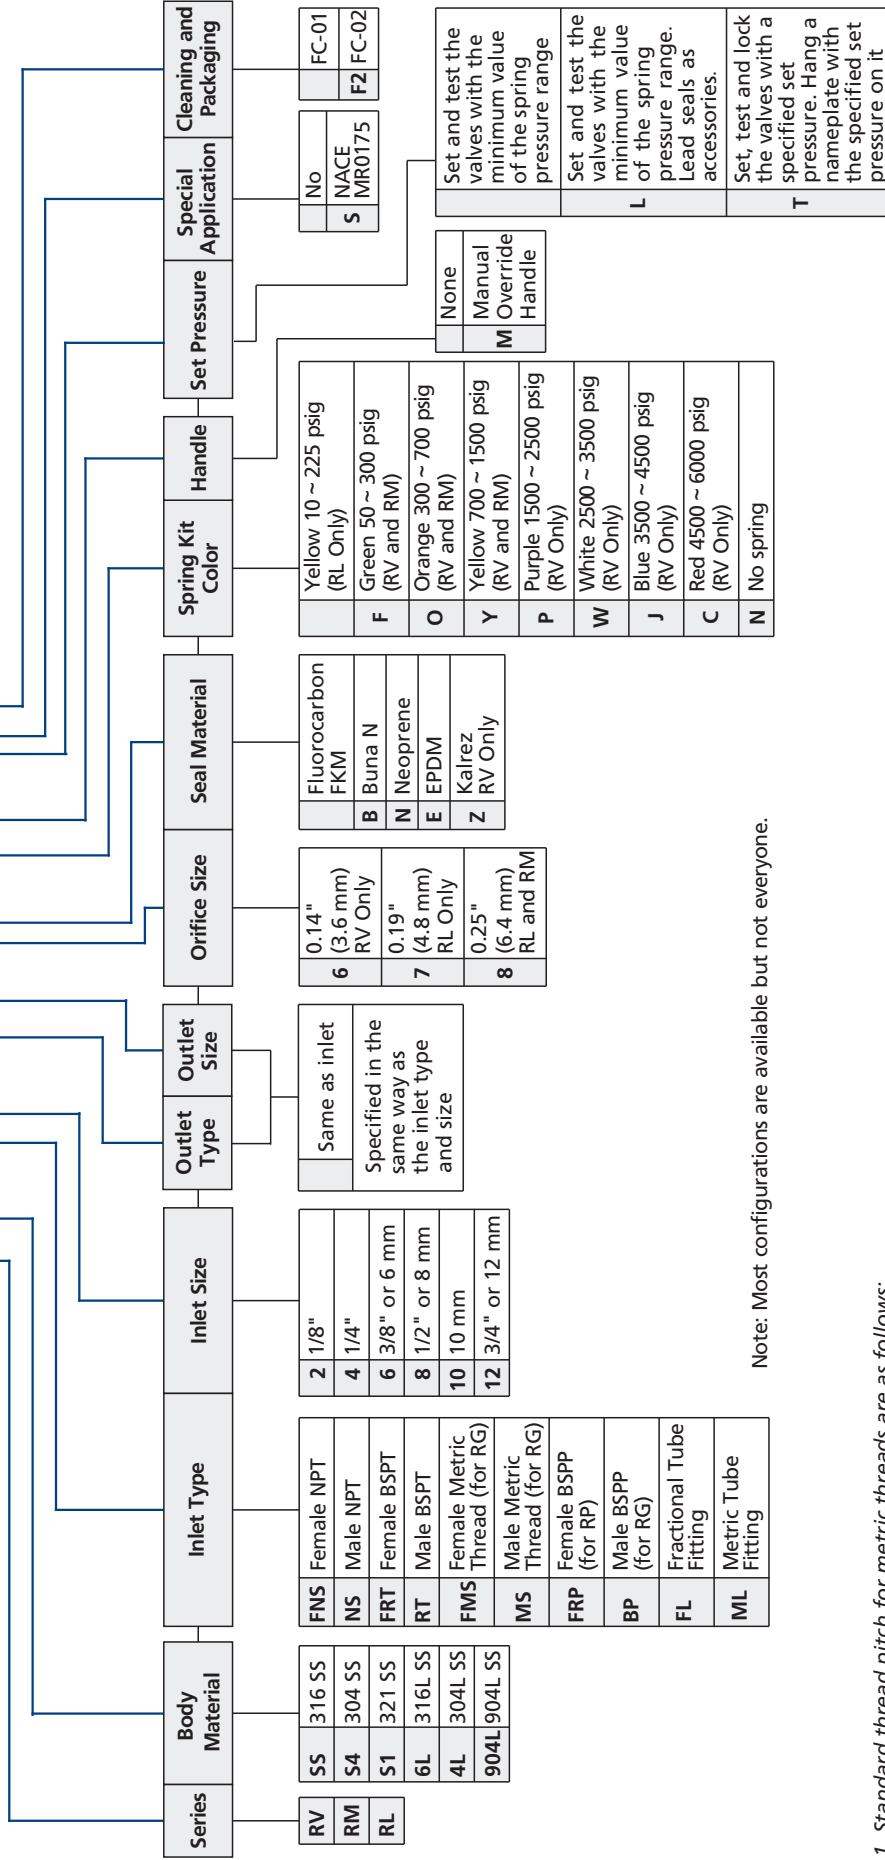 Series
Body
Material
Inlet Type
Inlet Size
Outlet
Type
Outlet
Size
Orifice Size
Seal Material
Spring Kit
Color
Handle
Set Pressure
Special
Application
Cleaning and
Packaging
RV
RM
RL
SS 316 SS
S4 304 SS
S1 321 SS
6L 316L SS
4L 304L SS
904L 904L SS
FNS Female NPT
NS Male NPT
FRT Female BSPT
RT Male BSPT
FMS Female Metric
Thread (for RG)
MS Male Metric
Thread (for RG)
FRP Female BSPP
(for RP)
BP Male BSPP
(for RG)
FL Fractional Tube
Fitting
ML Metric Tube
Fitting
2 1/8"
4 1/4"
6 3/8" or 6 mm
8 1/2" or 8 mm
10 10 mm
12 3/4" or 12 mm
Same as inlet
Specified in the
same way as
the inlet type
and size
6 0.14"
(3.6 mm)
RV Only
7 0.19"
(4.8 mm)
RL Only
8 0.25"
(6.4 mm)
RL and RM
Fluorocarbon
FKM
B Buna N
N Neoprene
E EPDM
Z Kalrez
RV Only
Yellow 10 ~ 225 psig
(RL Only)
F Green 50 ~ 300 psig
(RV and RM)
O Orange 300 ~ 700 psig
(RV and RM)
Y Yellow 700 ~ 1500 psig
(RV and RM)
P Purple 1500 ~ 2500 psig
(RV Only)
W White 2500 ~ 3500 psig
(RV Only)
J Blue 3500 ~ 4500 psig
(RV Only)
C Red 4500 ~ 6000 psig
(RV Only)
N No spring
None
M Manual
Override
Handle
Set and test the
valves with the
minimum value
of the spring
pressure range
L Set and test the
valves with the
minimum value
of the spring
pressure range.
Lead seals as
accessories.
T Set, test and lock
the valves with a
specified set
pressure. Hang a
nameplate with
the specified set
pressure on it
No
S NACE
MR0175
FC-01
F2 FC-02
Note: Most configurations are available but not everyone.
1. Standard thread pitch for metric threads are as follows: